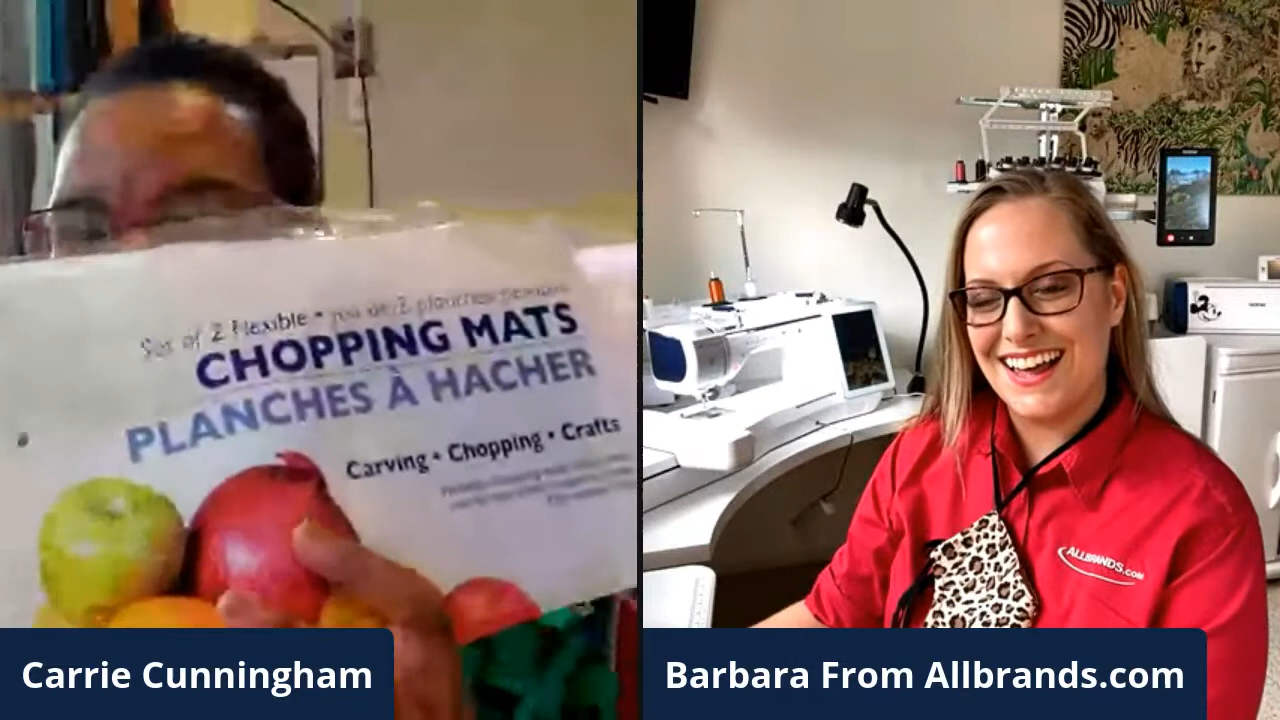 Set of 2 Flexible •
CHOPPING MATS
PLANCHES À HACHER
Carving • Chopping • Crafts
ALLBRANDS.COM
brother
Carrie Cunningham
Barbara From Allbrands.com